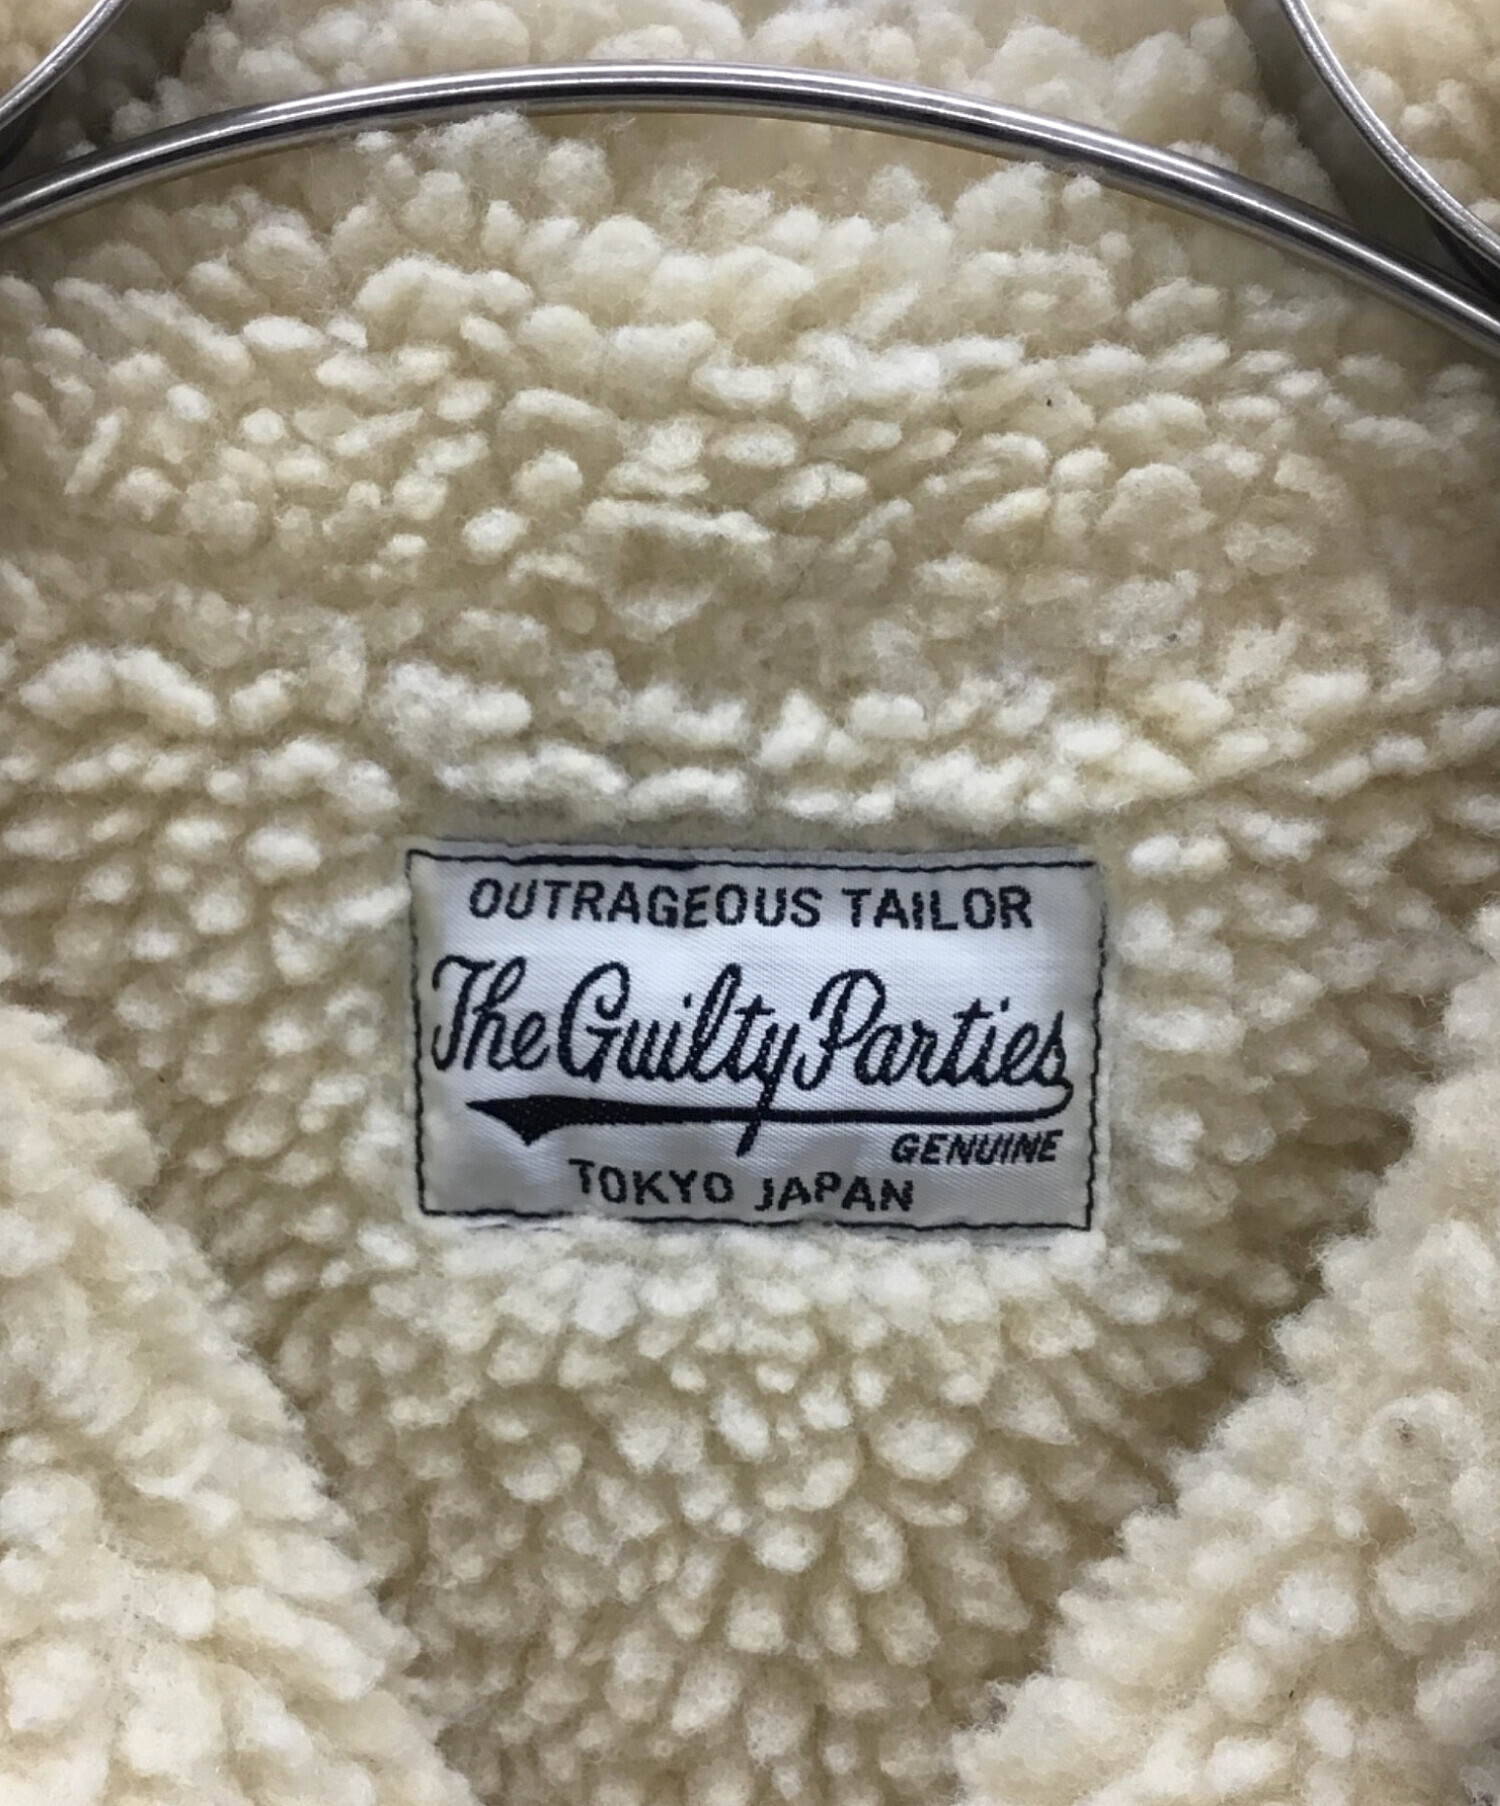 OUTRAGEOUS TAILOR
The Guilty Parties
GENUINE
TOKYO JAPAN